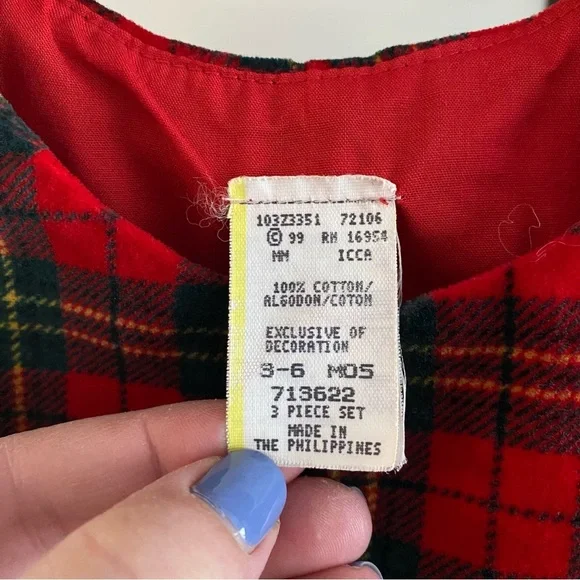 103Z3351 72106
© 99 RN 16954
MM ICCA
100% COTTON/
ALGODON/COTON
EXCLUSIVE OF
DECORATION
3-6 MOS
713622
3 PIECE SET
MADE IN
THE PHILIPPINES